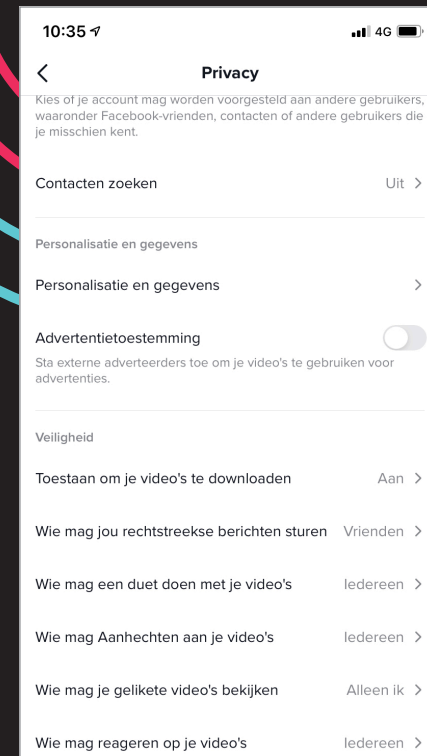 10:35
4G
Privacy
Kies of je account mag worden voorgesteld aan andere gebruikers,
waaronder Facebook-vrienden, contacten of andere gebruikers die
je misschien kent.
Contacten zoeken Uit
Personalisatie en gegevens
Personalisatie en gegevens
Advertentietoestemming
Sta externe adverteerders toe om je video's te gebruiken voor
advertenties.
Veiligheid
Toestaan om je video's te downloaden Aan
Wie mag jou rechtstreekse berichten sturen Vrienden
Wie mag een duet doen met je video's Iedereen
Wie mag Aanhechten aan je video's Iedereen
Wie mag je gelikete video's bekijken Alleen ik
Wie mag reageren op je video's Iedereen